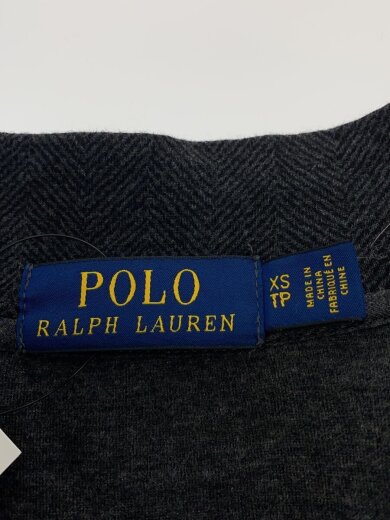 POLO
RALPH LAUREN
XS
TP
MADE IN
CHINA
FABRIQUÉ EN
CHINE